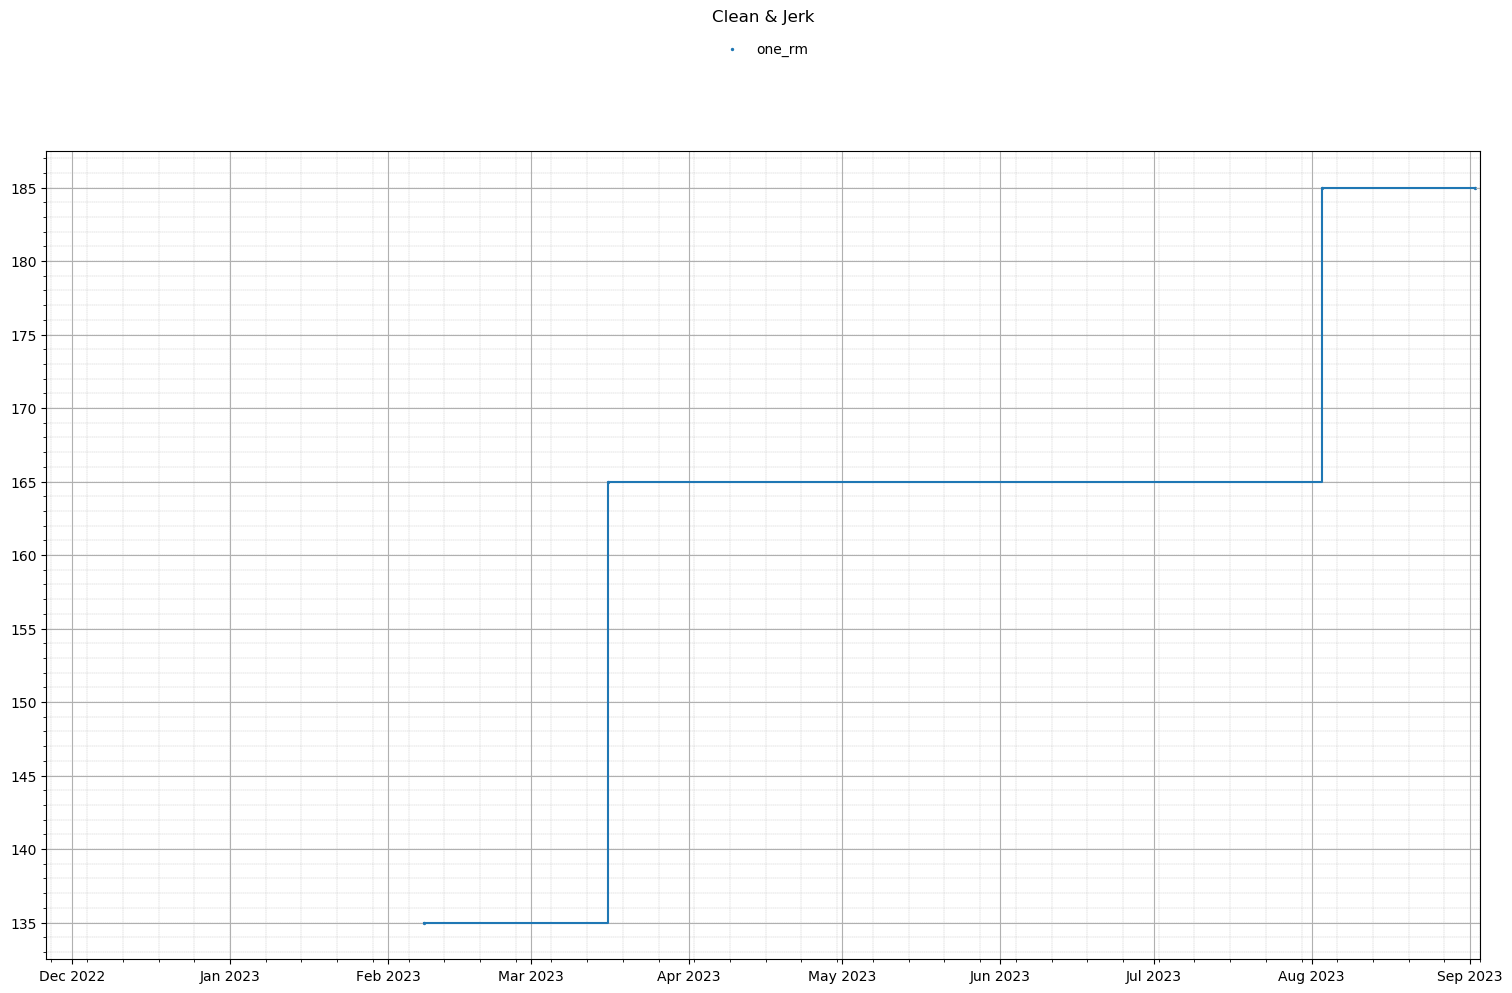 Clean & Jerk
one_rm
185
180
175
170
165
160
155
150
145
140
135
Dec 2022
Jan 2023
Feb 2023
Mar 2023
Apr 2023
May 2023
Jun 2023
Jul 2023
Aug 2023
Sep 2023